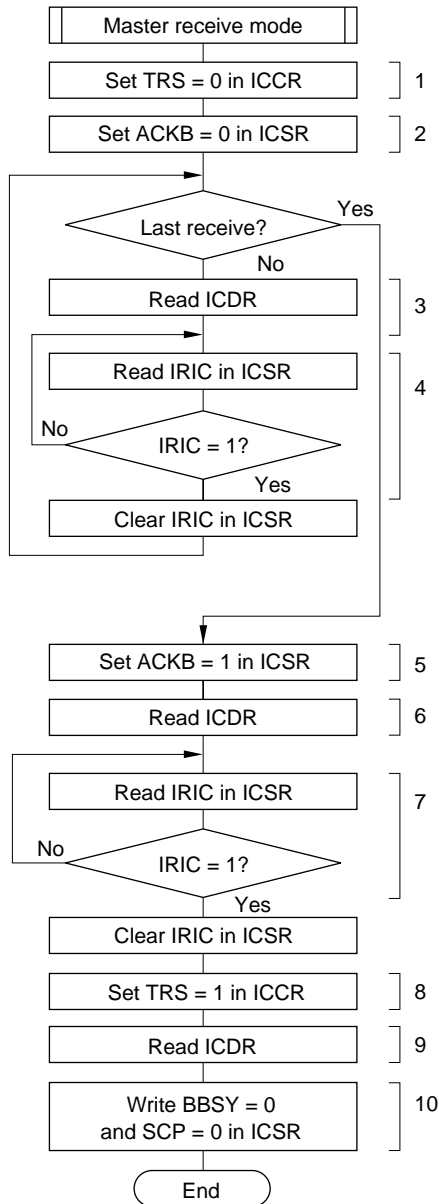 Master receive mode
Set TRS = 0 in ICCR
1
Set ACKB = 0 in ICSR
2
Last receive?
Yes
No
Read ICDR
3
Read IRIC in ICSR
4
No
IRIC = 1?
Yes
Clear IRIC in ICSR
Set ACKB = 1 in ICSR
5
Read ICDR
6
Read IRIC in ICSR
7
No
IRIC = 1?
Yes
Clear IRIC in ICSR
Set TRS = 1 in ICCR
8
Read ICDR
9
Write BBSY = 0
and SCP = 0 in ICSR
10
End